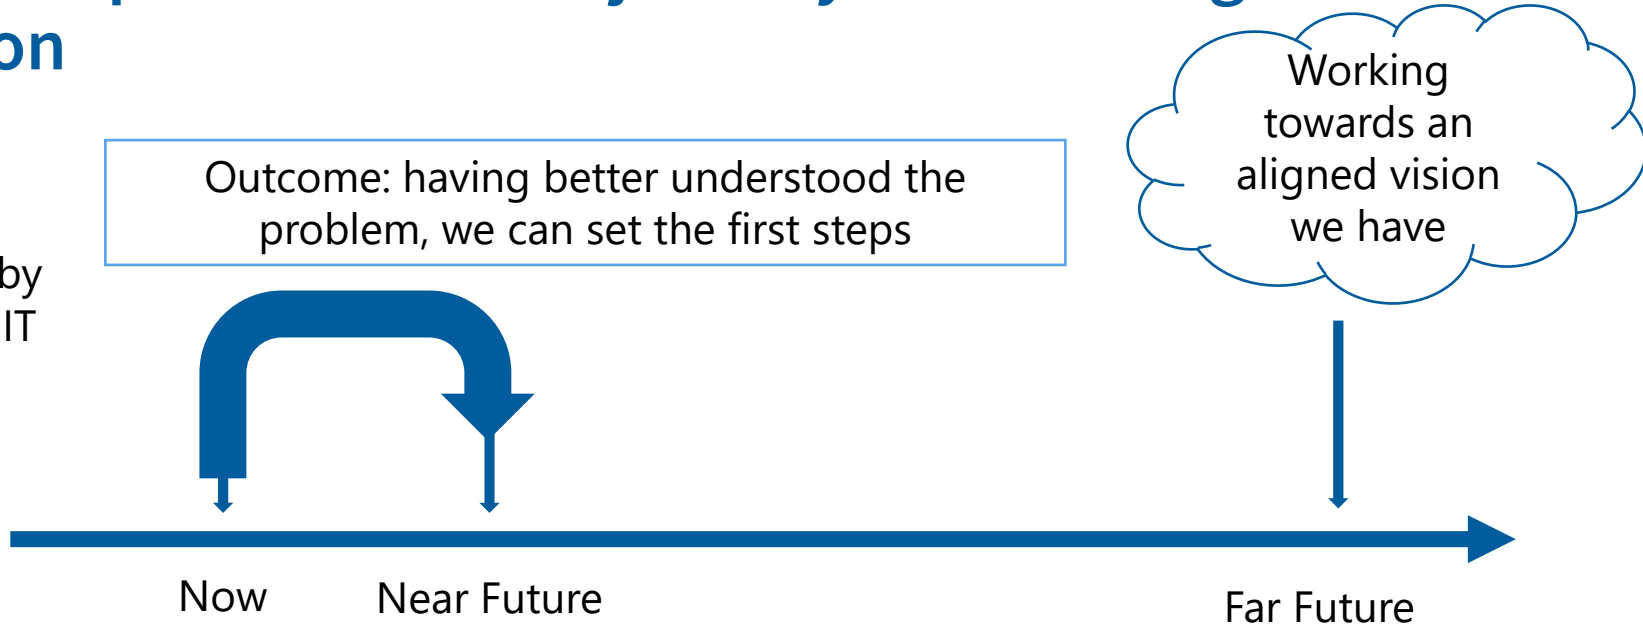 on
Working
towards an
aligned vision
we have
Outcome: having better understood the
problem, we can set the first steps
by
IT
Now
Near Future
Far Future